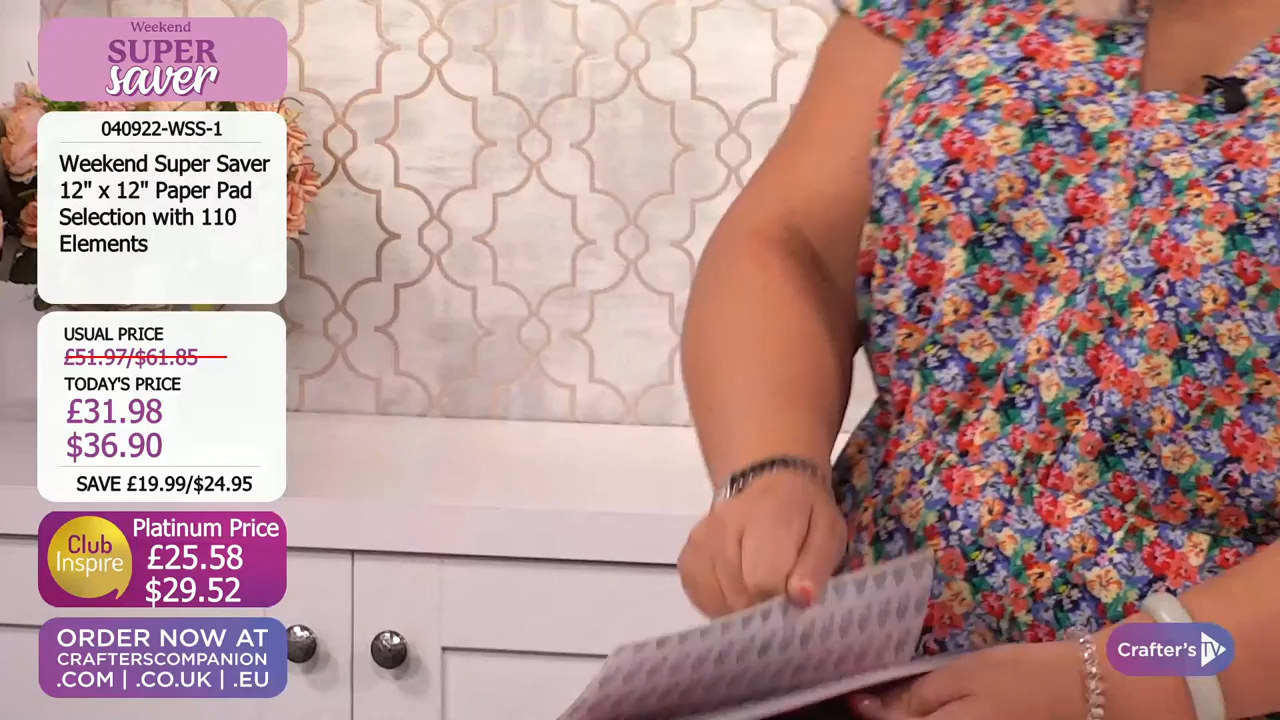 Weekend
SUPER
saver
040922-WSS-1
Weekend Super Saver
12" x 12" Paper Pad
Selection with 110
Elements
USUAL PRICE
£51.97/$61.85
TODAY'S PRICE
£31.98
$36.90
SAVE £19.99/$24.95
Club
Inspire
Platinum Price
£25.58
$29.52
ORDER NOW AT
CRAFTERSCOMPANION
.COM | .CO.UK | .EU
Crafter's TV